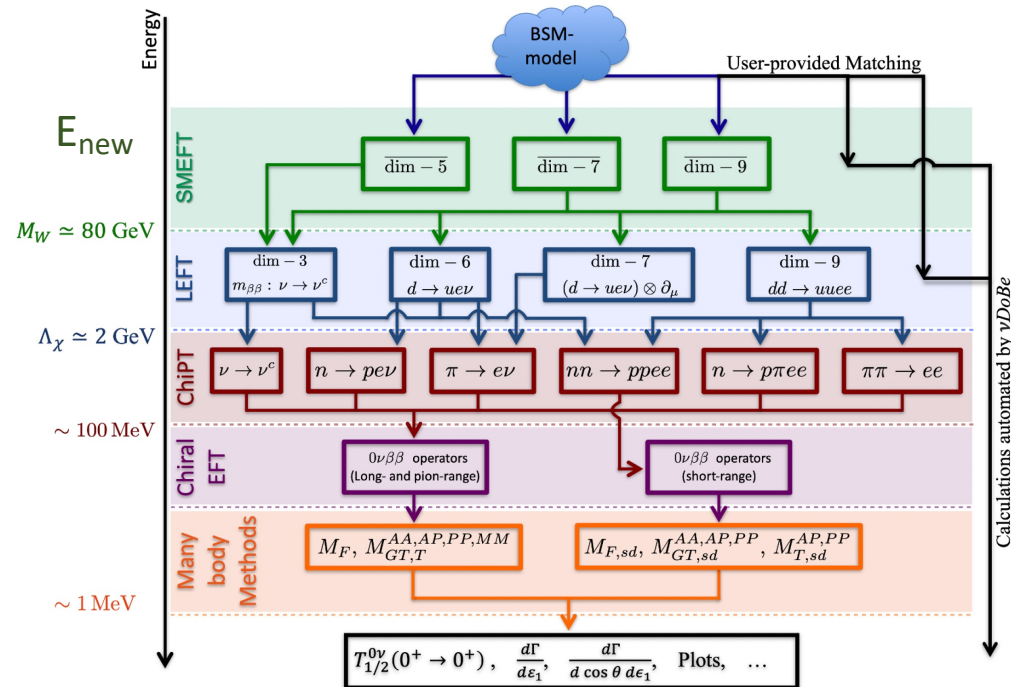 Energy
BSM-
model
User-provided Matching
E_new
SMEFT
dim − 5
dim − 7
dim − 9
M_W ≃ 80 GeV
LEFT
dim − 3
m_ββ : ν → ν^c
dim − 6
d → ueν
dim − 7
(d → ueν) ⊗ ∂_μ
dim − 9
dd → uuee
Λ_χ ≃ 2 GeV
ChiPT
ν → ν^c
n → peν
π → eν
nn → ppee
n → pπee
ππ → ee
~ 100 MeV
Chiral
EFT
0νββ operators
(Long- and pion-range)
0νββ operators
(short-range)
Many
body
Methods
M_F, M_{GT,T}^{AA,AP,PP,MM}
M_{F,sd}, M_{GT,sd}^{AA,AP,PP}, M_{T,sd}^{AP,PP}
~ 1 MeV
T_{1/2}^{0ν}(0^+ → 0^+) , dΓ/dε_1, dΓ/d cos θ dϵ_1, Plots, ...
Calculations automated by νDoBe